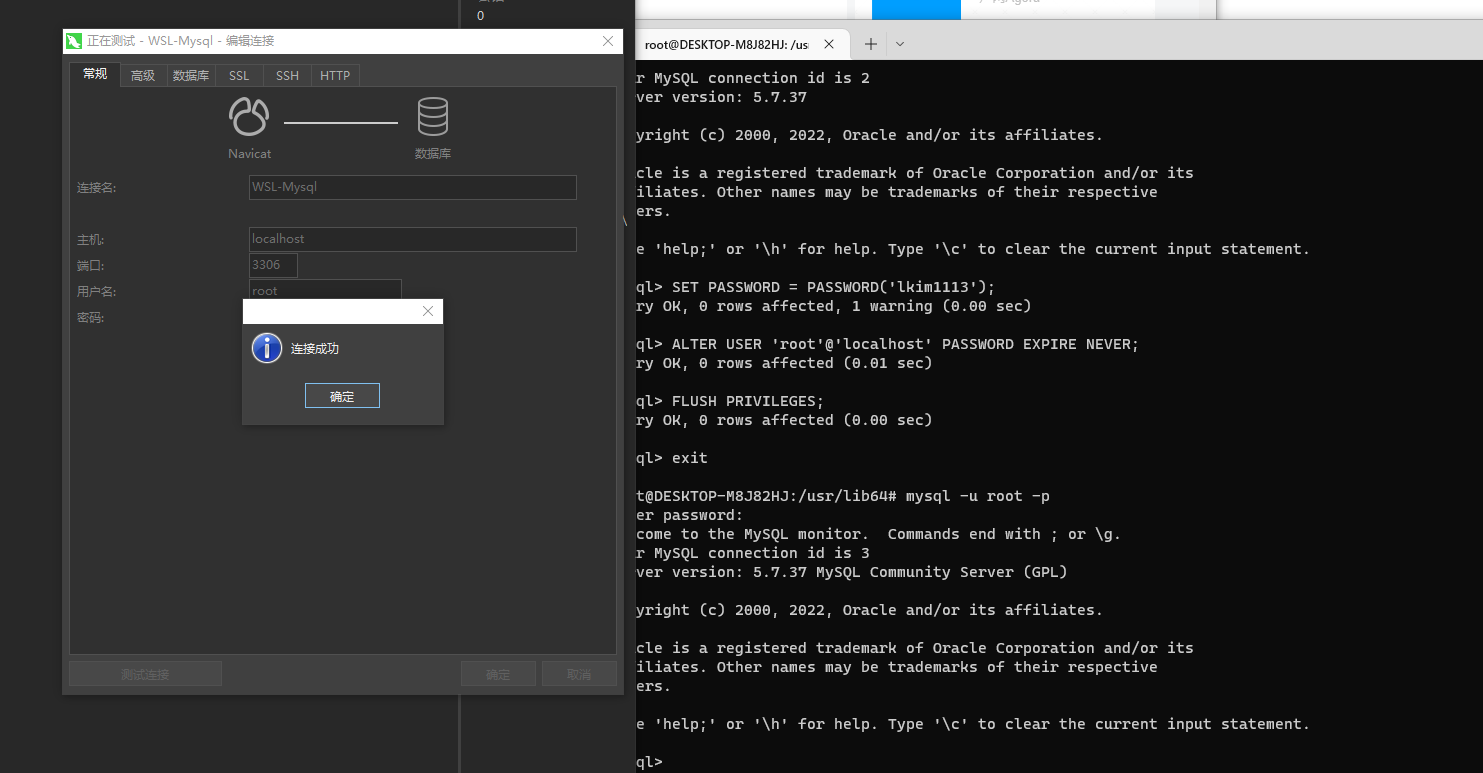 0
正在测试 - WSL-Mysql - 编辑连接
常规 高级 数据库 SSL SSH HTTP
Navicat 数据库
连接名: WSL-Mysql
主机: localhost
端口: 3306
用户名: root
密码:
连接成功
确定
测试连接 确定 取消
root@DESKTOP-M8J82HJ: /usr
r MySQL connection id is 2
ver version: 5.7.37
yright (c) 2000, 2022, Oracle and/or its affiliates.
cle is a registered trademark of Oracle Corporation and/or its
iliates. Other names may be trademarks of their respective
ers.
e 'help;' or '\h' for help. Type '\c' to clear the current input statement.
ql> SET PASSWORD = PASSWORD('lkim1113');
ry OK, 0 rows affected, 1 warning (0.00 sec)
ql> ALTER USER 'root'@'localhost' PASSWORD EXPIRE NEVER;
ry OK, 0 rows affected (0.01 sec)
ql> FLUSH PRIVILEGES;
ry OK, 0 rows affected (0.00 sec)
ql> exit
t@DESKTOP-M8J82HJ:/usr/lib64# mysql -u root -p
er password:
come to the MySQL monitor.  Commands end with ; or \g.
r MySQL connection id is 3
ver version: 5.7.37 MySQL Community Server (GPL)
yright (c) 2000, 2022, Oracle and/or its affiliates.
cle is a registered trademark of Oracle Corporation and/or its
iliates. Other names may be trademarks of their respective
ers.
e 'help;' or '\h' for help. Type '\c' to clear the current input statement.
ql>